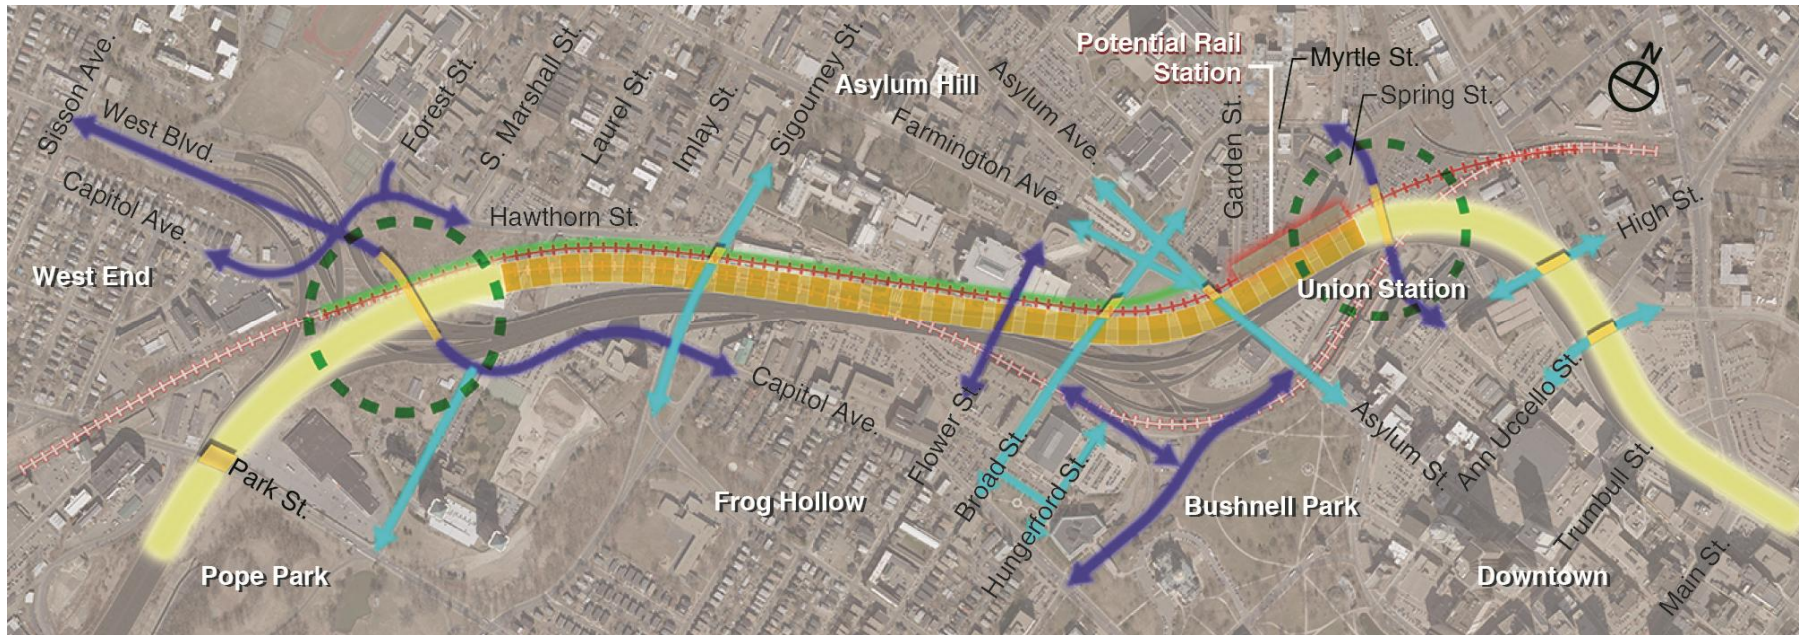 Sisson Ave.
West Blvd.
Capitol Ave.
West End
Forest St.
S. Marshall St.
Laurel St.
Imlay St.
Sigourney St.
Hawthorn St.
Asylum Hill
Farmington Ave.
Asylum Ave.
Potential Rail
Station
Garden St.
Myrtle St.
Spring St.
N
High St.
Union Station
Capitol Ave.
Flower St.
Broad St.
Hungerford St.
Asylum St.
Ann Uccello St.
Trumbull St.
Main St.
Park St.
Frog Hollow
Bushnell Park
Pope Park
Downtown